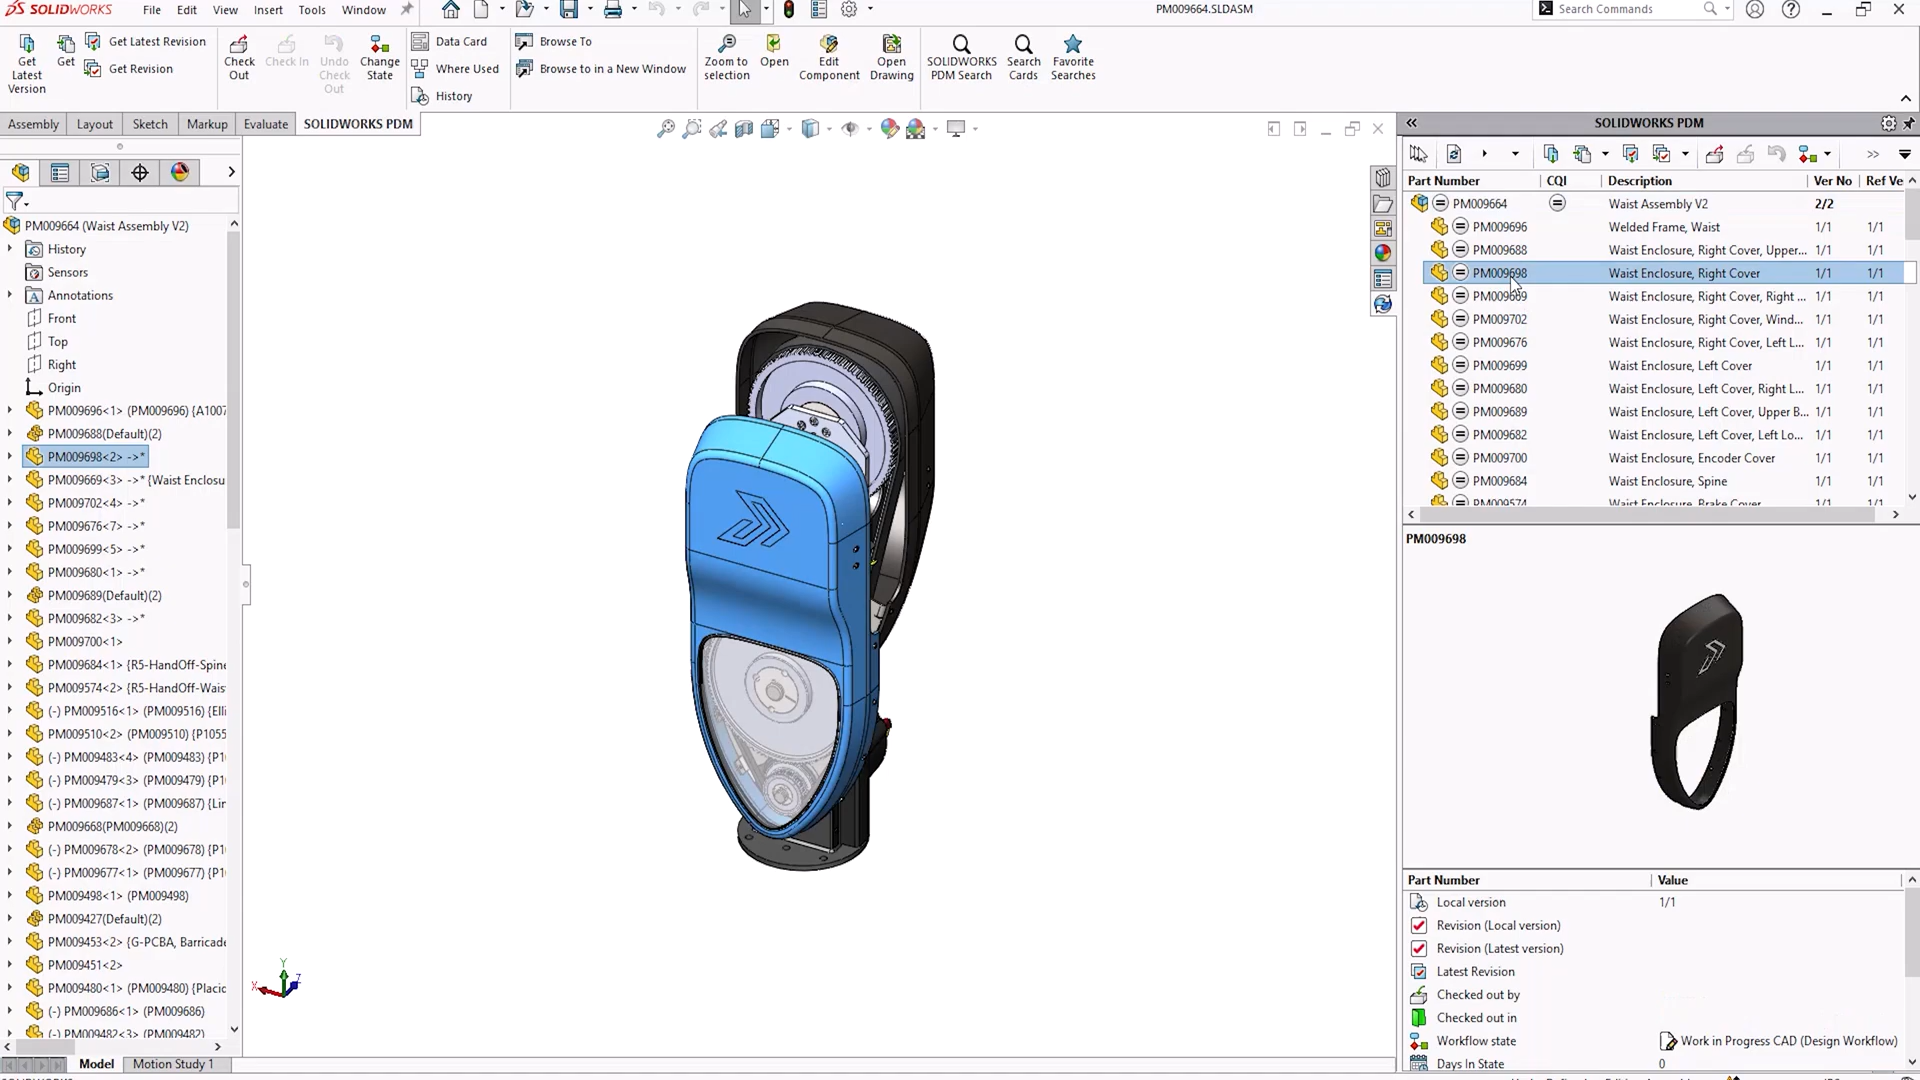 SOLIDWORKS
File Edit View Insert Tools Window
PM009664.SLDASM
Search Commands
Get Latest Version
Get
Get Latest Revision
Get Revision
Check Out
Check In
Undo Check Out
Change State
Data Card
Where Used
History
Browse To
Browse to in a New Window
Zoom to selection
Open
Edit Component
Open Drawing
SOLIDWORKS PDM Search
Search Cards
Favorite Searches
Assembly Layout Sketch Markup Evaluate SOLIDWORKS PDM
PM009664 (Waist Assembly V2)
History
Sensors
Annotations
Front
Top
Right
Origin
PM009696<1> (PM009696) {A1007
PM009688(Default)(2)
PM009698<2> ->*
PM009669<3> ->* {Waist Enclosu
PM009702<4> ->*
PM009676<7> ->*
PM009699<5> ->*
PM009680<1> ->*
PM009689(Default)(2)
PM009682<3> ->*
PM009700<1>
PM009684<1> {R5-HandOff-Spine
PM009574<2> {R5-HandOff-Wais
(-) PM009516<1> (PM009516) {Elli
PM009510<2> (PM009510) {P1055
(-) PM009483<4> (PM009483) {P1
(-) PM009479<3> (PM009479) {P1
(-) PM009687<1> (PM009687) {Lin
PM009668(PM009668)(2)
(-) PM009678<2> (PM009678) {P1
(-) PM009677<1> (PM009677) {P1
PM009498<1> (PM009498)
PM009427(Default)(2)
PM009453<2> {G-PCBA, Barricade
PM009451<2>
PM009480<1> (PM009480) {Placid
(-) PM009686<1> (PM009686)
(-) PM009482<3> (PM009482)
Model Motion Study 1
Y
X
Z
SOLIDWORKS PDM
Part Number CQI Description Ver No Ref Ve
PM009664 Waist Assembly V2 2/2
PM009696 Welded Frame, Waist 1/1 1/1
PM009688 Waist Enclosure, Right Cover, Upper... 1/1 1/1
PM009698 Waist Enclosure, Right Cover 1/1 1/1
Waist Enclosure, Right Cover, Right ... 1/1 1/1
PM009702 Waist Enclosure, Right Cover, Wind... 1/1 1/1
PM009676 Waist Enclosure, Right Cover, Left L... 1/1 1/1
PM009699 Waist Enclosure, Left Cover 1/1 1/1
PM009680 Waist Enclosure, Left Cover, Right L... 1/1 1/1
PM009689 Waist Enclosure, Left Cover, Upper B... 1/1 1/1
PM009682 Waist Enclosure, Left Cover, Left Lo... 1/1 1/1
PM009700 Waist Enclosure, Encoder Cover 1/1 1/1
PM009684 Waist Enclosure, Spine 1/1 1/1
PM009574 Waist Enclosure, Brake Cover 1/1 1/1
PM009698
Part Number Value
Local version 1/1
Revision (Local version)
Revision (Latest version)
Latest Revision
Checked out by
Checked out in
Workflow state Work in Progress CAD (Design Workflow)
Days In State 0